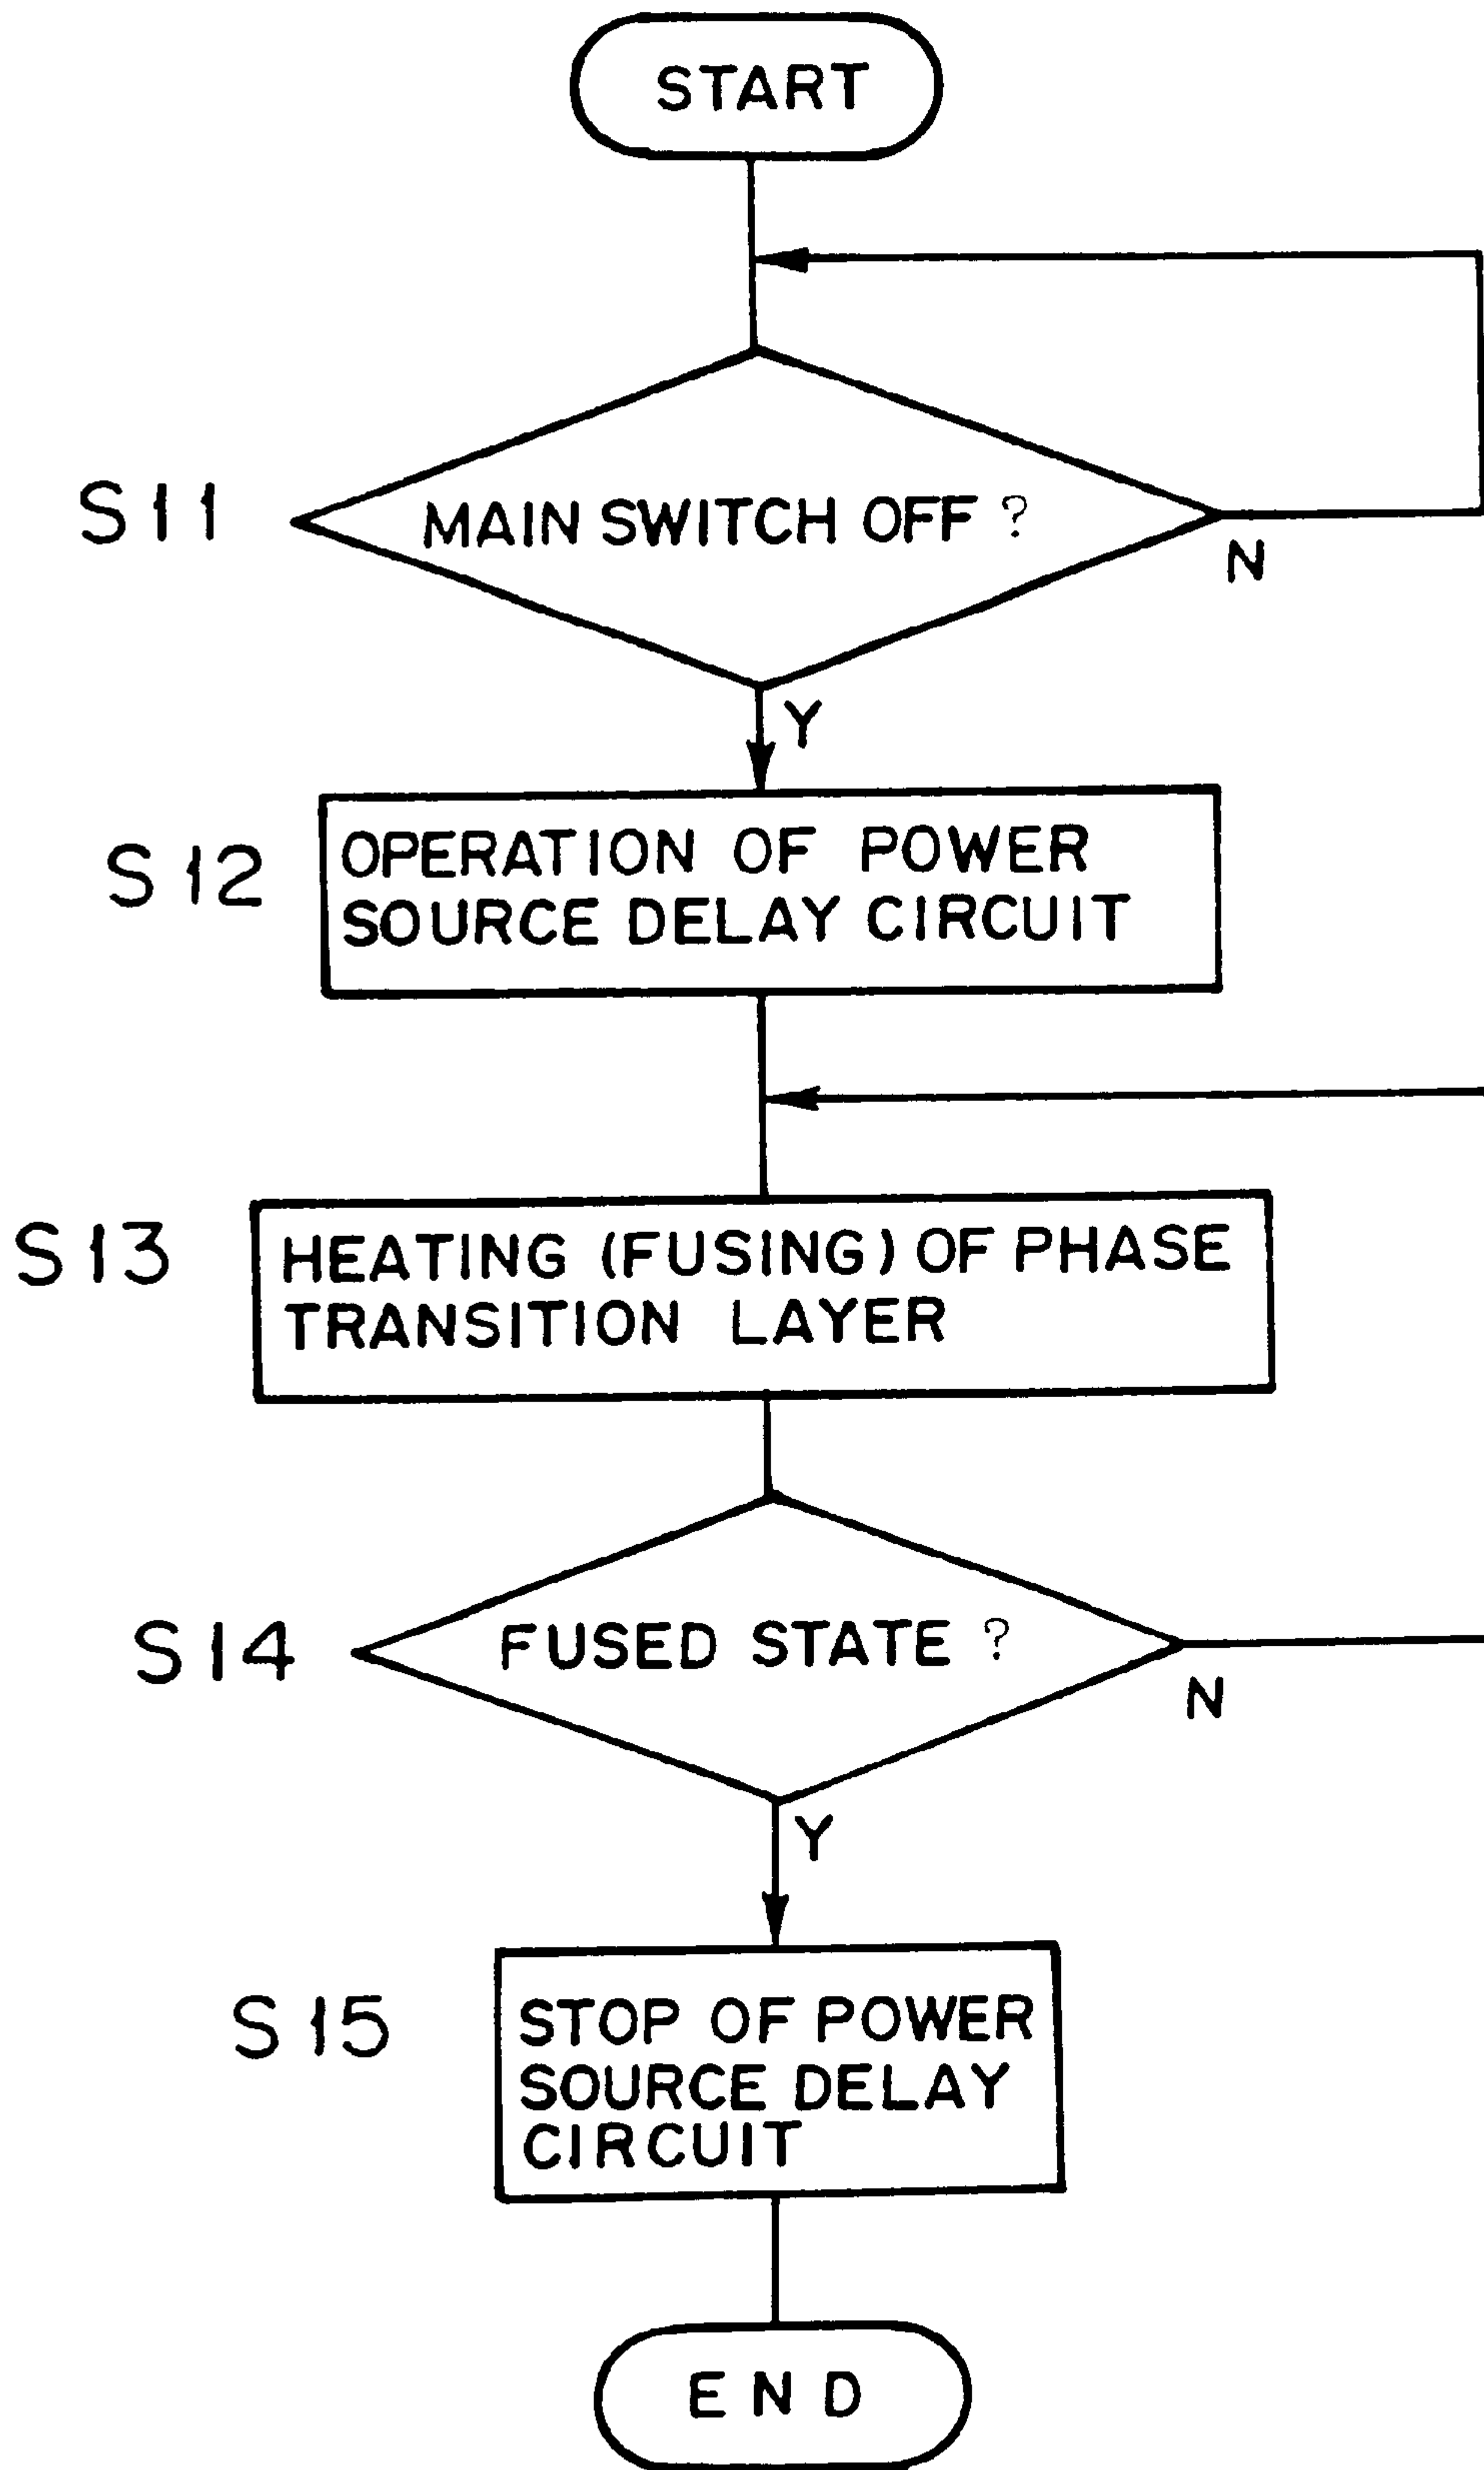 START
S11
MAIN SWITCH OFF ?
N
Y
S12
OPERATION OF POWER
SOURCE DELAY CIRCUIT
S13
HEATING (FUSING) OF PHASE
TRANSITION LAYER
S14
FUSED STATE ?
N
Y
S15
STOP OF POWER
SOURCE DELAY
CIRCUIT
END